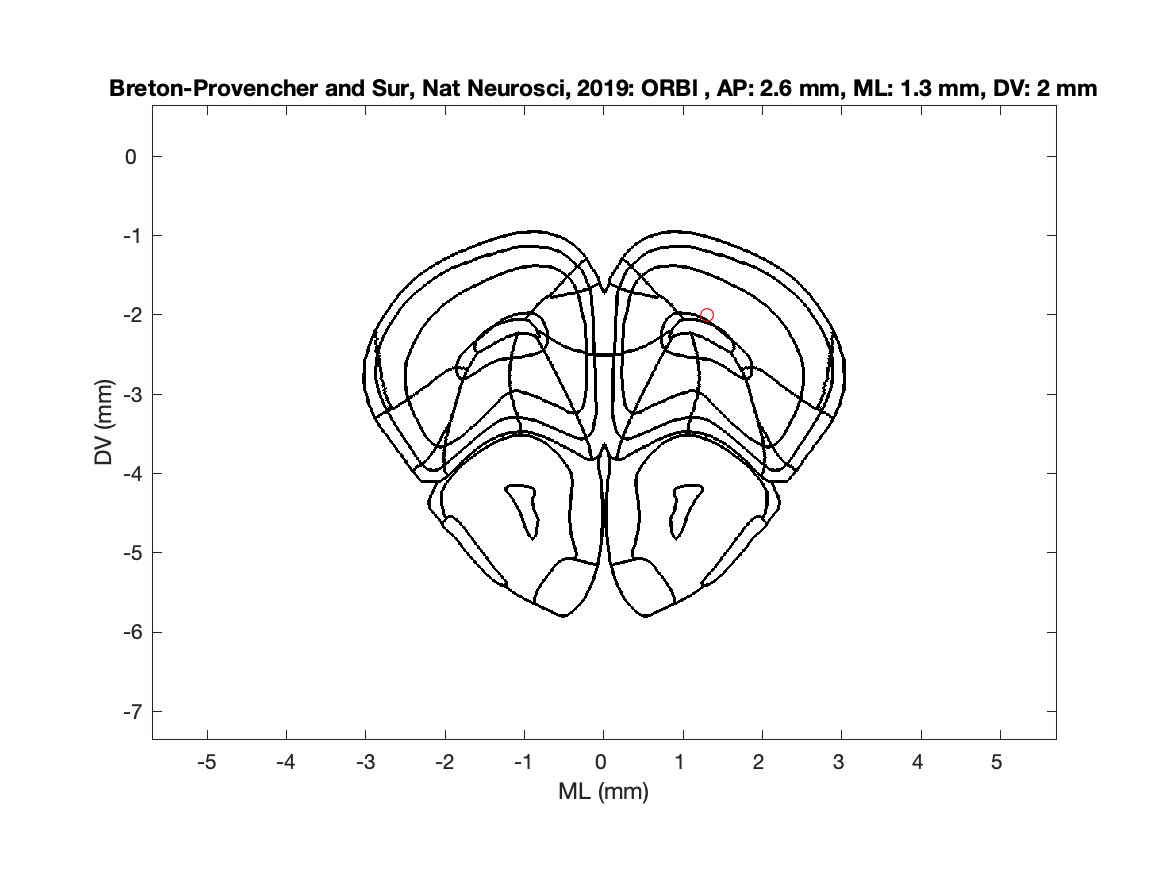 Breton-Provencher and Sur, Nat Neurosci, 2019: ORBl , AP: 2.6 mm, ML: 1.3 mm, DV: 2 mm
0
-1
-2
-3
-4
-5
-6
-7
DV (mm)
-5 -4 -3 -2 -1 0 1 2 3 4 5
ML (mm)